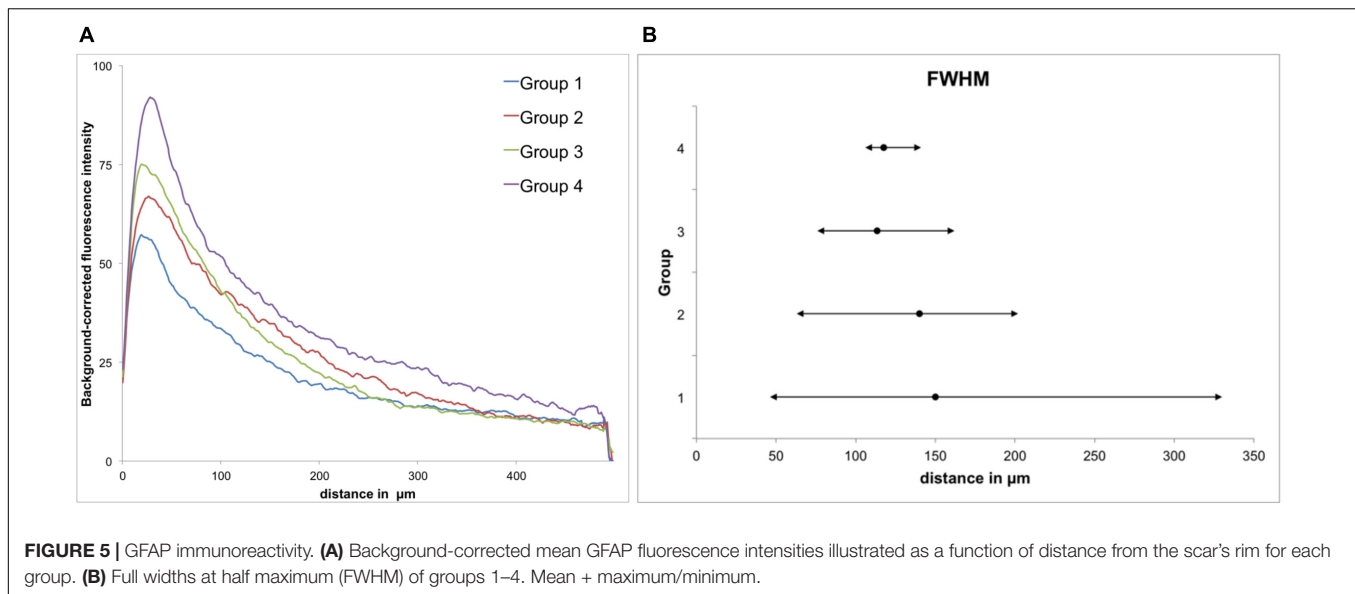 A
100
75
50
25
0
Background-corrected fluorescence intensity
Group 1
Group 2
Group 3
Group 4
0 100 200 300 400
distance in µm
B
FWHM
4
3
2
1
Group
0 50 100 150 200 250 300 350
distance in µm
FIGURE 5 | GFAP immunoreactivity. (A) Background-corrected mean GFAP fluorescence intensities illustrated as a function of distance from the scar’s rim for each
group. (B) Full widths at half maximum (FWHM) of groups 1–4. Mean + maximum/minimum.